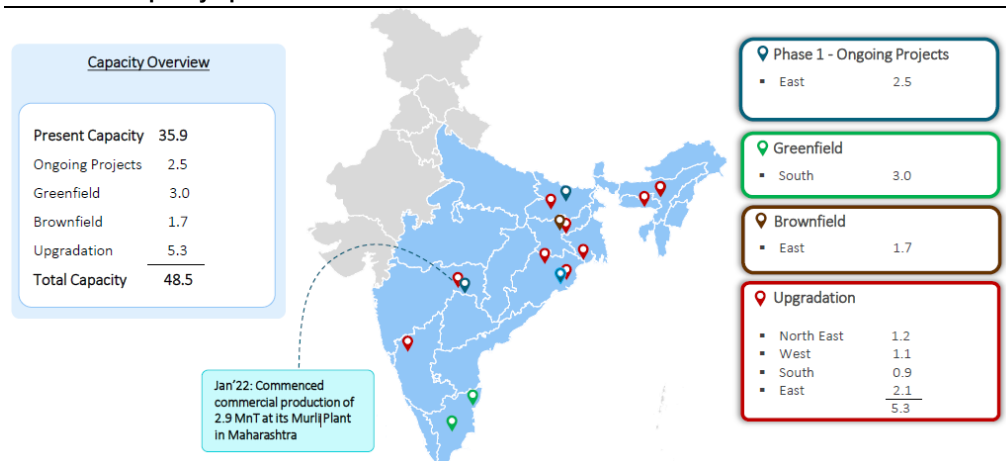 Capacity Overview
Present Capacity 35.9
Ongoing Projects 2.5
Greenfield 3.0
Brownfield 1.7
Upgradation 5.3
Total Capacity 48.5
Jan'22: Commenced
commercial production of
2.9 MnT at its Murli Plant
in Maharashtra
Phase 1 - Ongoing Projects
▪ East 2.5
Greenfield
▪ South 3.0
Brownfield
▪ East 1.7
Upgradation
▪ North East 1.2
▪ West 1.1
▪ South 0.9
▪ East 2.1
5.3